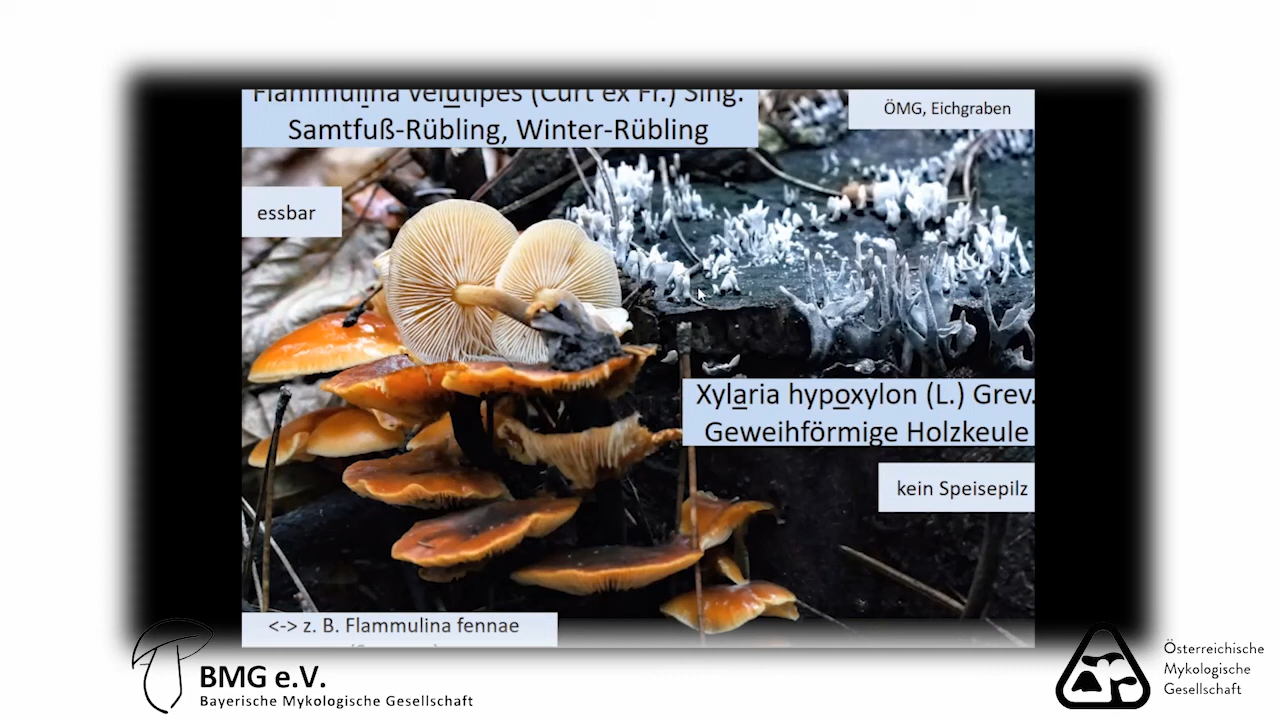 Flammulina velutipes (Curt ex Fr.) Sing.
Samtfuß-Rübling, Winter-Rübling
ÖMG, Eichgraben
essbar
Xylaria hypoxylon (L.) Grev.
Geweihförmige Holzkeule
kein Speisepilz
<-> z. B. Flammulina fennae
BMG e.V.
Bayerische Mykologische Gesellschaft
Österreichische
Mykologische
Gesellschaft